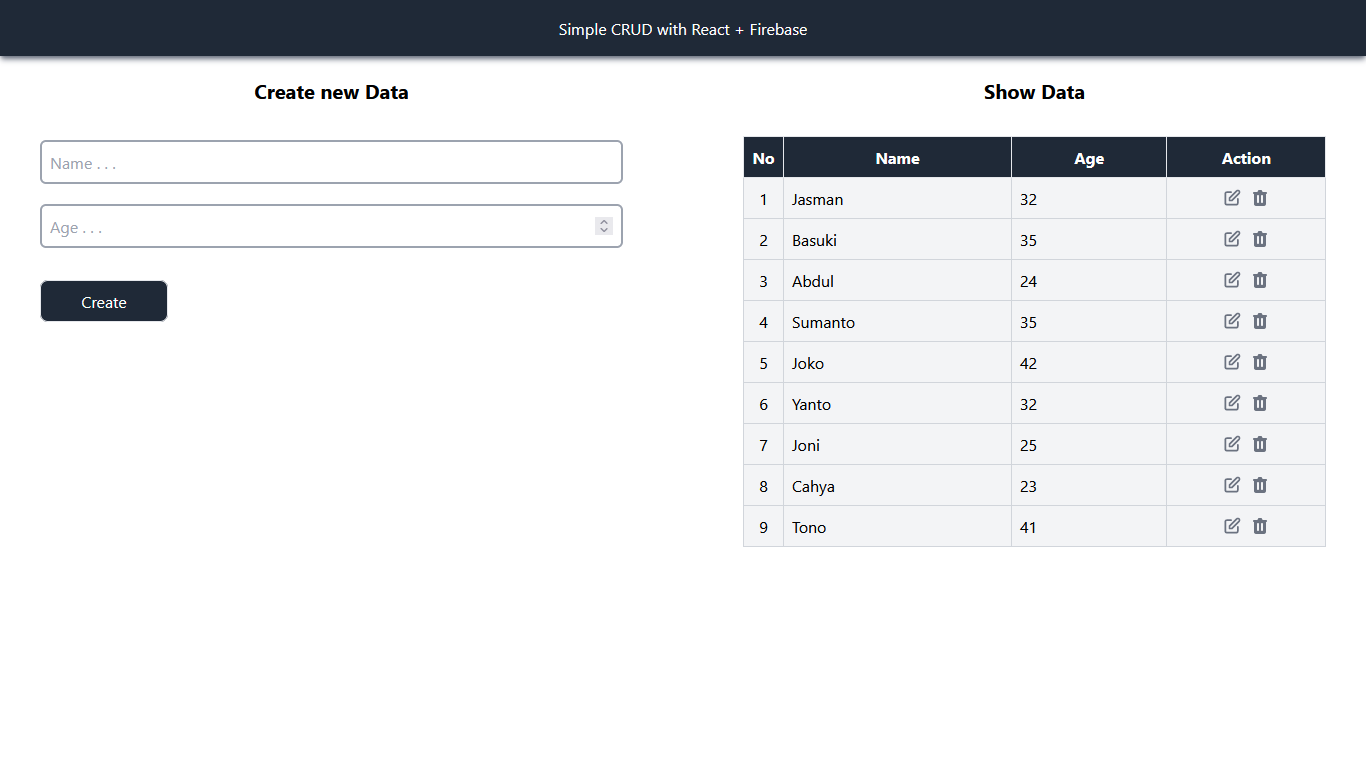 Simple CRUD with React + Firebase
Create new Data
Name . . .
Age . . .
Create
Show Data
No Name Age Action
1 Jasman 32
2 Basuki 35
3 Abdul 24
4 Sumanto 35
5 Joko 42
6 Yanto 32
7 Joni 25
8 Cahya 23
9 Tono 41